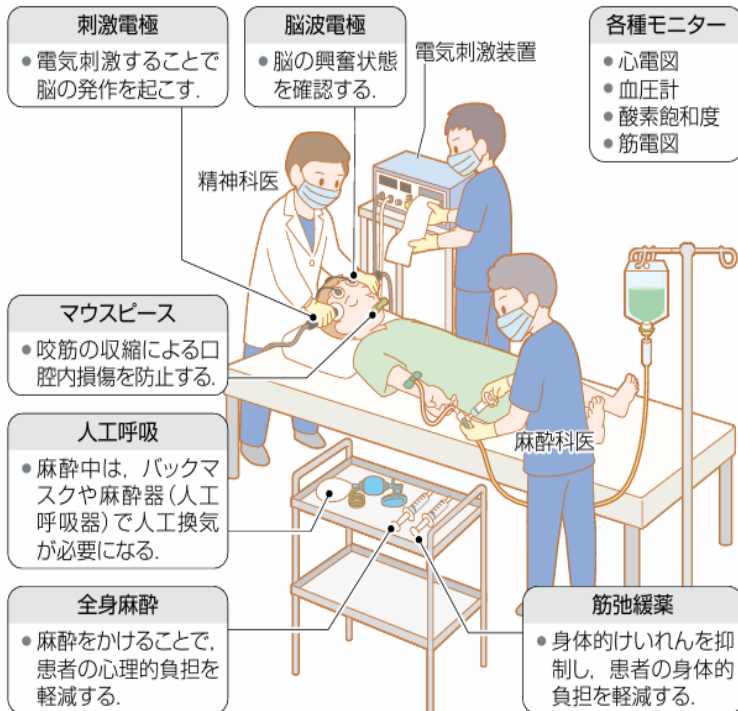 刺激電極
● 電気刺激することで
脳の発作を起こす.
脳波電極
● 脳の興奮状態
を確認する.
電気刺激装置
各種モニター
● 心電図
● 血圧計
● 酸素飽和度
● 筋電図
精神科医
マウスピース
● 咬筋の収縮による口
腔内損傷を防止する.
人工呼吸
● 麻酔中は，バックマ
スクや麻酔器(人工
呼吸器)で人工換気
が必要になる.
麻酔科医
全身麻酔
● 麻酔をかけることで,
患者の心理的負担を
軽減する.
筋弛緩薬
● 身体的けいれんを抑
制し，患者の身体的
負担を軽減する.